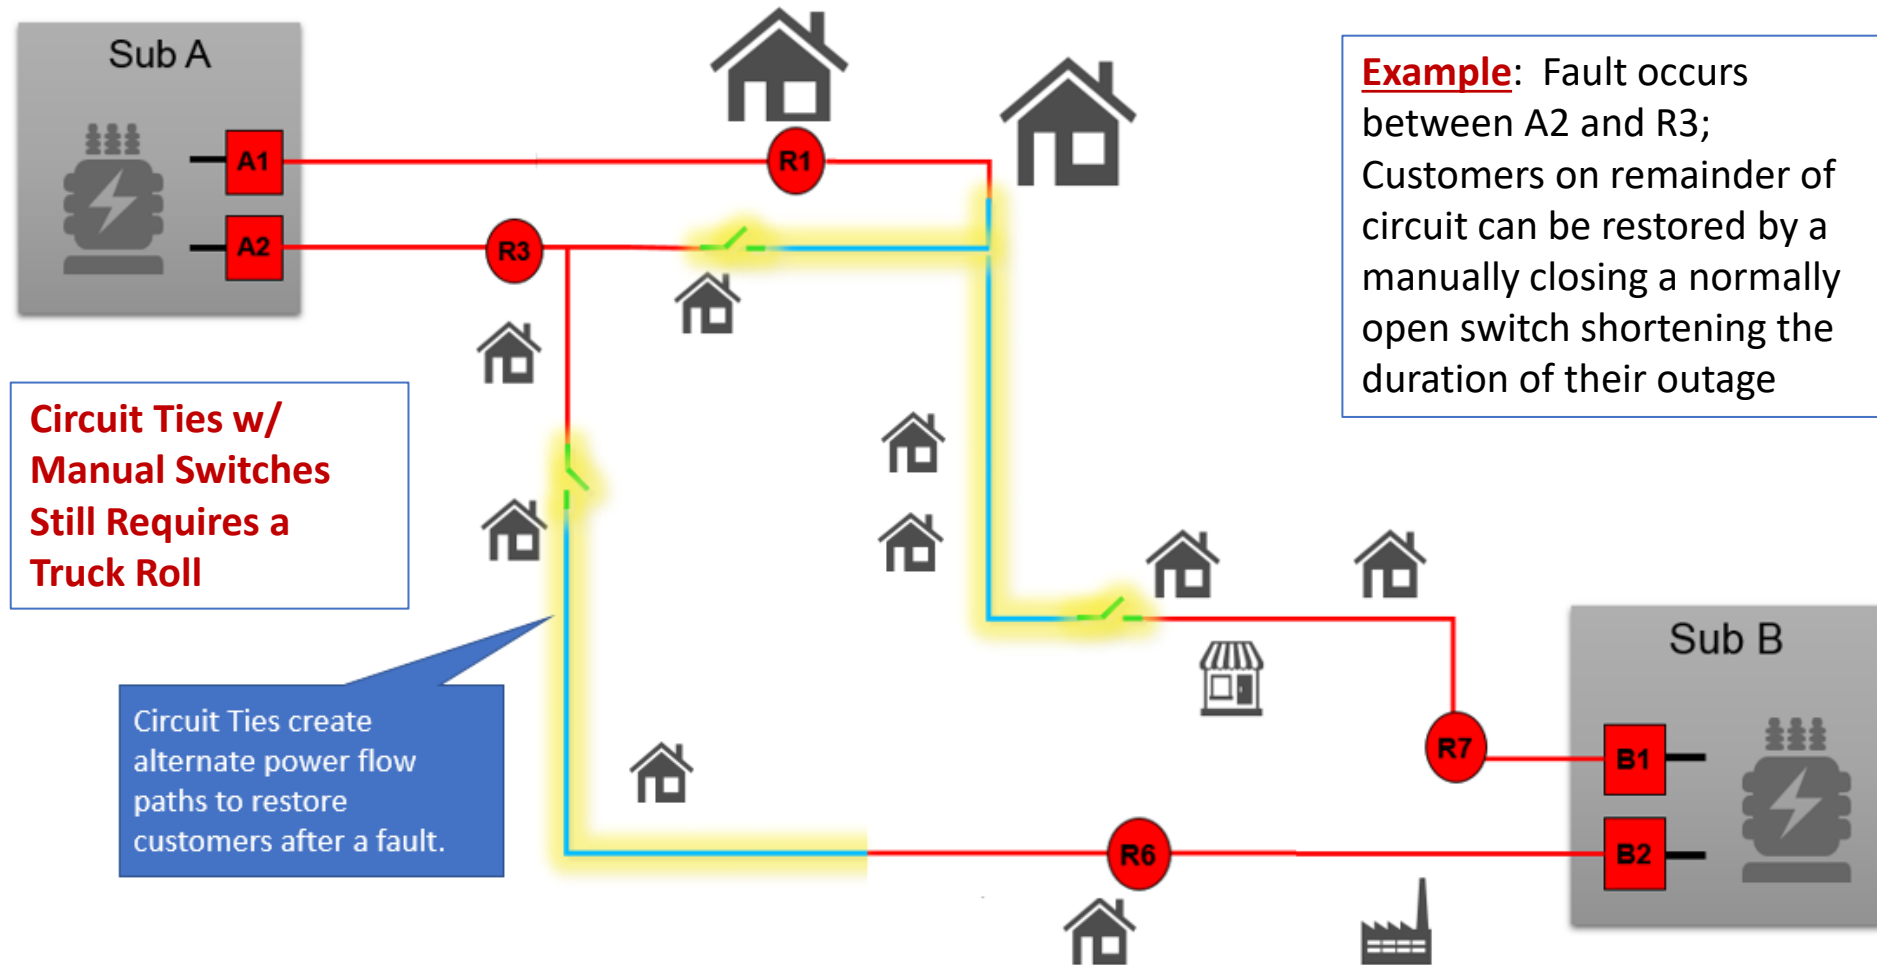 Sub A
A1
A2
R1
R3
Example:  Fault occurs
between A2 and R3;
Customers on remainder of
circuit can be restored by a
manually closing a normally
open switch shortening the
duration of their outage
Circuit Ties w/
Manual Switches
Still Requires a
Truck Roll
Circuit Ties create
alternate power flow
paths to restore
customers after a fault.
Sub B
R7
B1
R6
B2